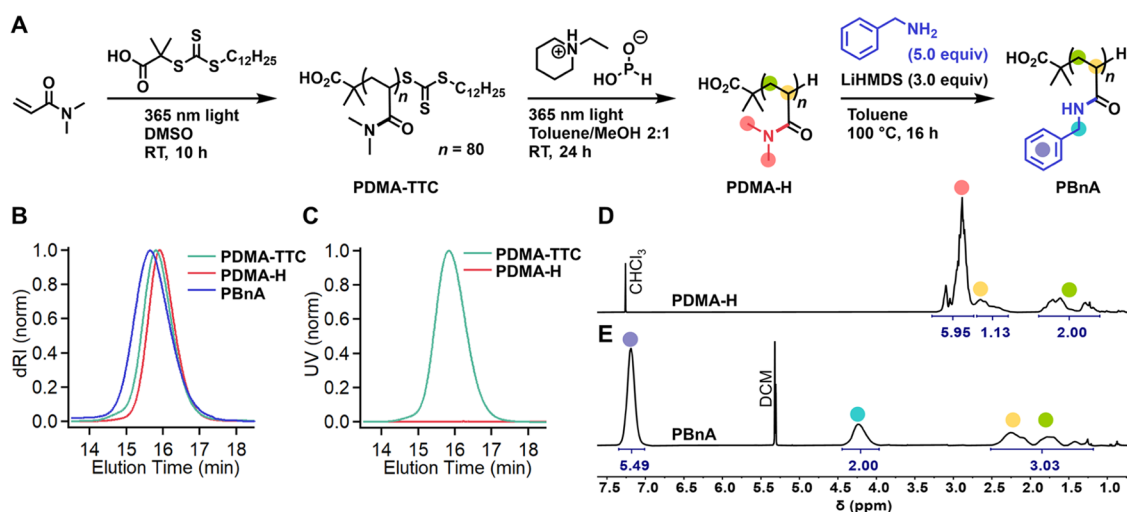 A
HO
O
S
S
S
C12H25
O
N
365 nm light
DMSO
RT, 10 h
HO2C
n
S
S
S
C12H25
N
O
n = 80
PDMA-TTC
H
N
⊕
O
⊖
HO
P
H
O
365 nm light
Toluene/MeOH 2:1
RT, 24 h
HO2C
n
H
N
O
PDMA-H
NH2
(5.0 equiv)
LiHMDS (3.0 equiv)
Toluene
100 °C, 16 h
HO2C
n
H
HN
O
PBnA
B
dRI (norm)
1.0
0.8
0.6
0.4
0.2
0.0
14 15 16 17 18
Elution Time (min)
PDMA-TTC
PDMA-H
PBnA
C
UV (norm)
1.0
0.8
0.6
0.4
0.2
0.0
14 15 16 17 18
Elution Time (min)
PDMA-TTC
PDMA-H
D
CHCl3
PDMA-H
5.95 1.13 2.00
E
DCM
PBnA
5.49 2.00 3.03
7.5 7.0 6.5 6.0 5.5 5.0 4.5 4.0 3.5 3.0 2.5 2.0 1.5 1.0
δ (ppm)